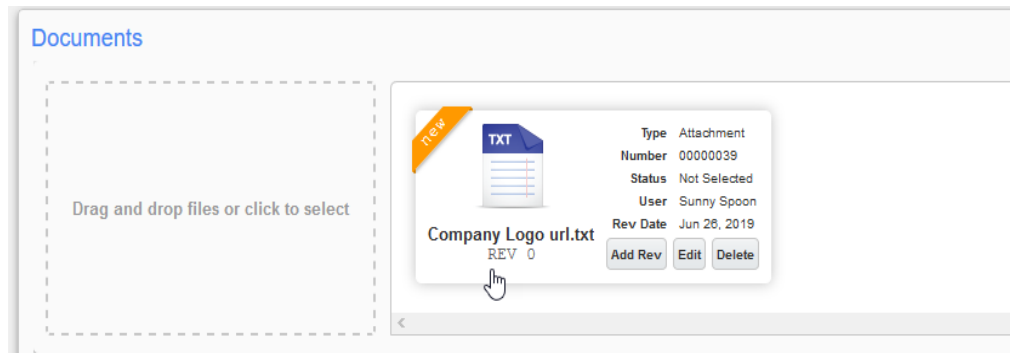 Documents
Drag and drop files or click to select
new
TXT
Company Logo url.txt
REV 0
Type Attachment
Number 00000039
Status Not Selected
User Sunny Spoon
Rev Date Jun 26, 2019
Add Rev Edit Delete